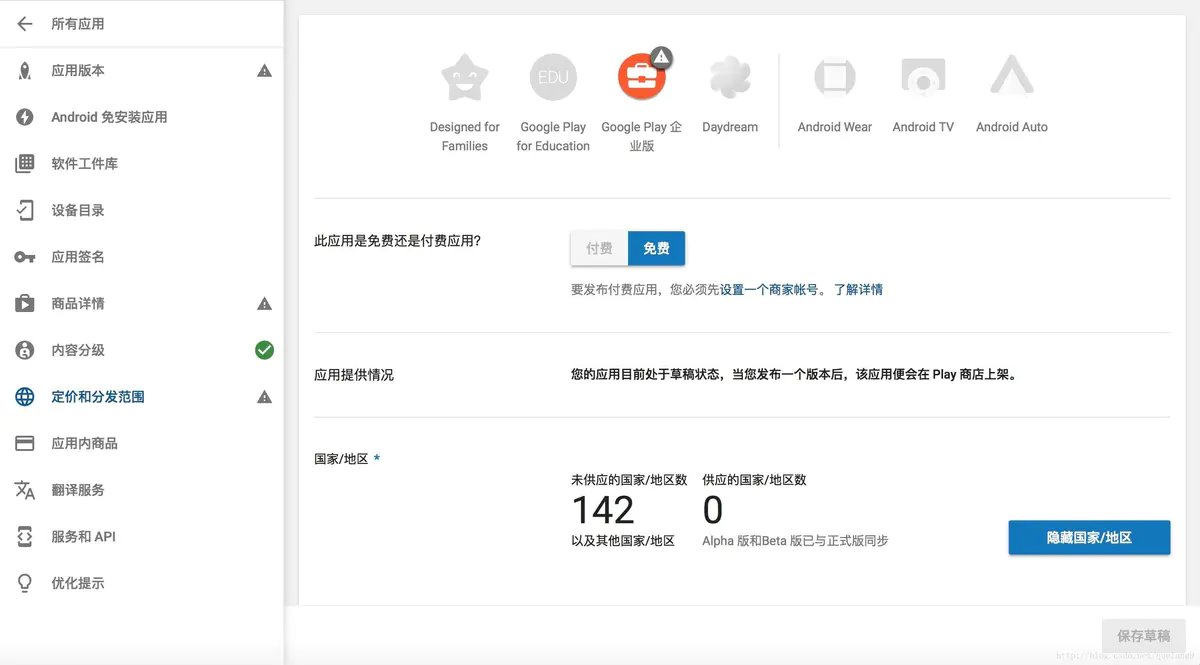 所有应用
应用版本
Android 免安装应用
软件工件库
设备目录
应用签名
商品详情
内容分级
定价和分发范围
应用内商品
翻译服务
服务和 API
优化提示
EDU
Designed for
Families
Google Play
for Education
Google Play 企
业版
Daydream
Android Wear
Android TV
Android Auto
此应用是免费还是付费应用?
付费
免费
要发布付费应用，您必须先设置一个商家帐号。 了解详情
应用提供情况
您的应用目前处于草稿状态，当您发布一个版本后，该应用便会在 Play 商店上架。
国家/地区 *
未供应的国家/地区数
142
以及其他国家/地区
供应的国家/地区数
0
Alpha 版和Beta 版已与正式版同步
隐藏国家/地区
保存草稿